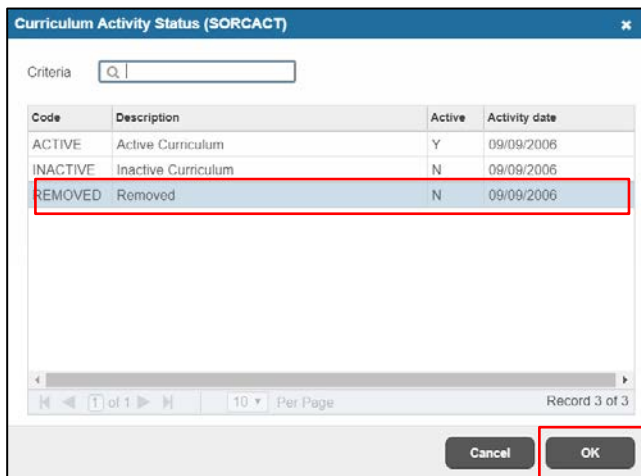 Curriculum Activity Status (SORCACT)
Criteria
Code Description Active Activity date
ACTIVE Active Curriculum Y 09/09/2006
INACTIVE Inactive Curriculum N 09/09/2006
REMOVED Removed N 09/09/2006
1 of 1 10 Per Page Record 3 of 3
Cancel OK